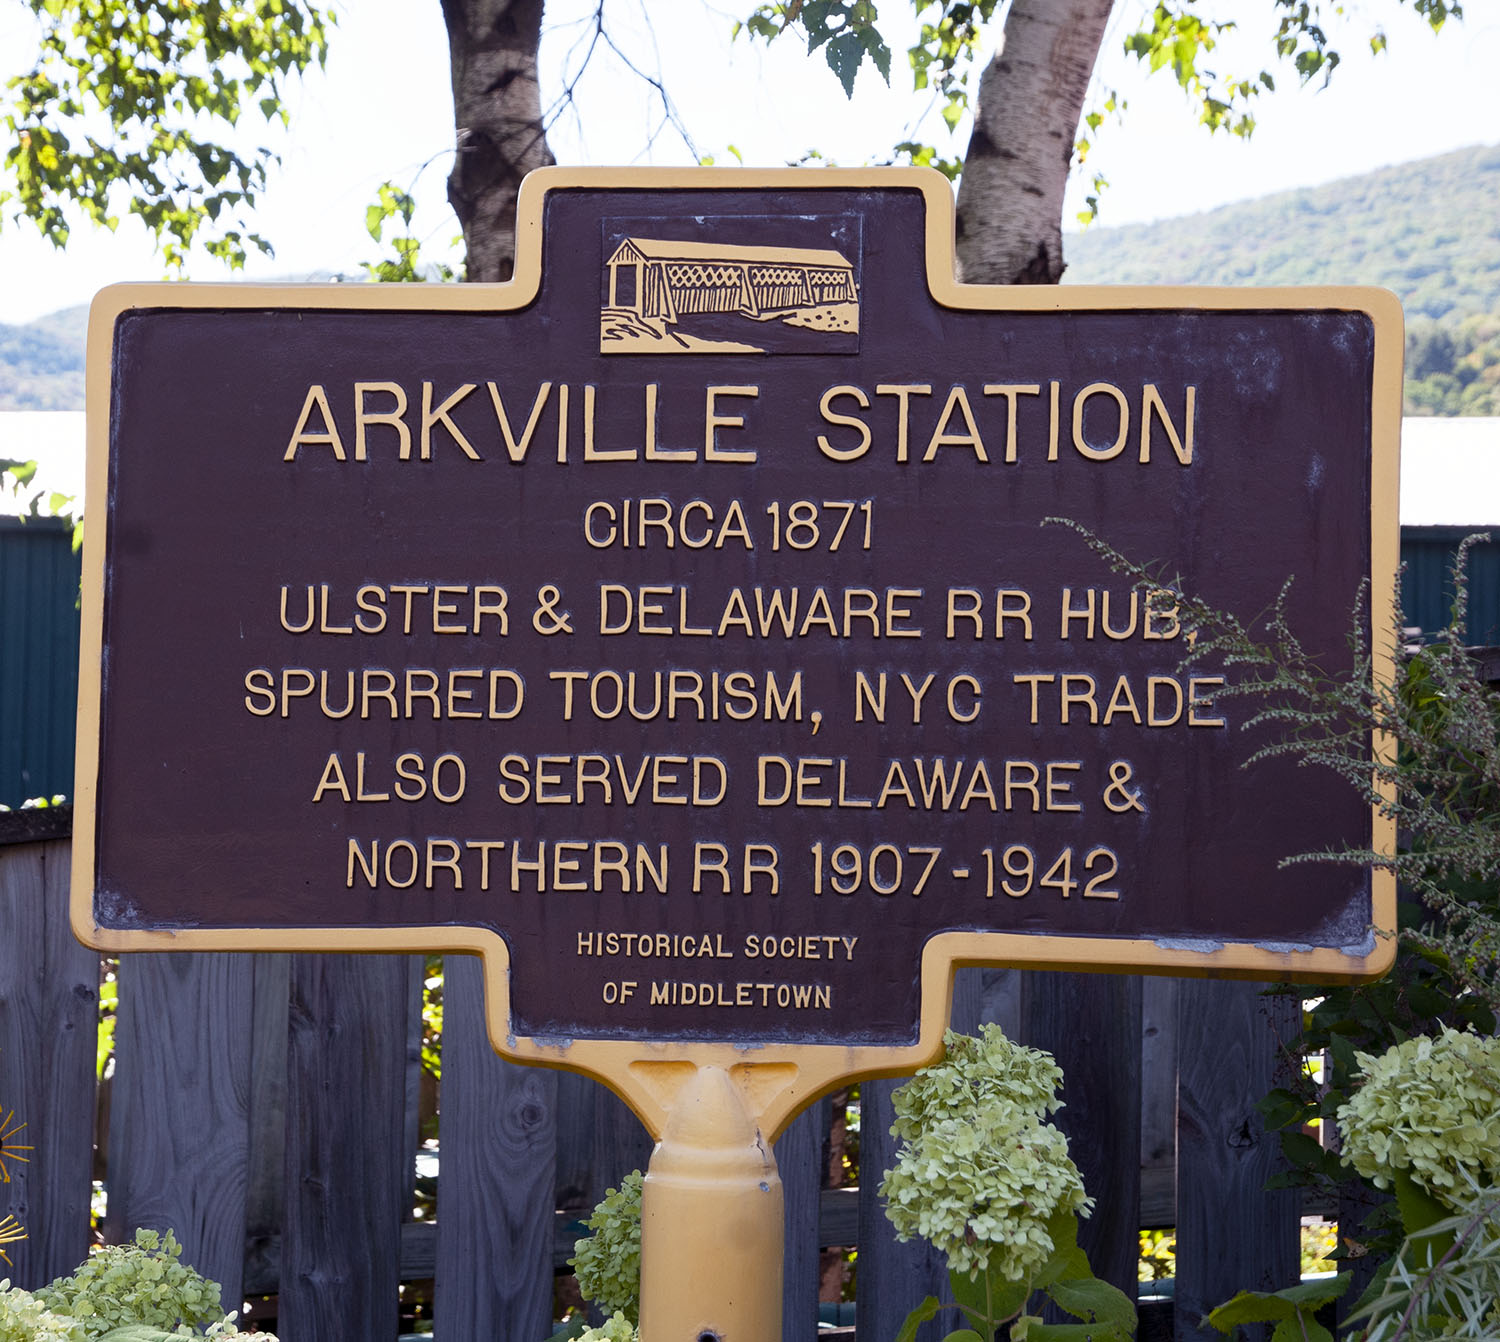 ARKVILLE STATION
CIRCA 1871
ULSTER & DELAWARE RR HUB,
SPURRED TOURISM, NYC TRADE
ALSO SERVED DELAWARE &
NORTHERN RR 1907-1942
HISTORICAL SOCIETY
OF MIDDLETOWN